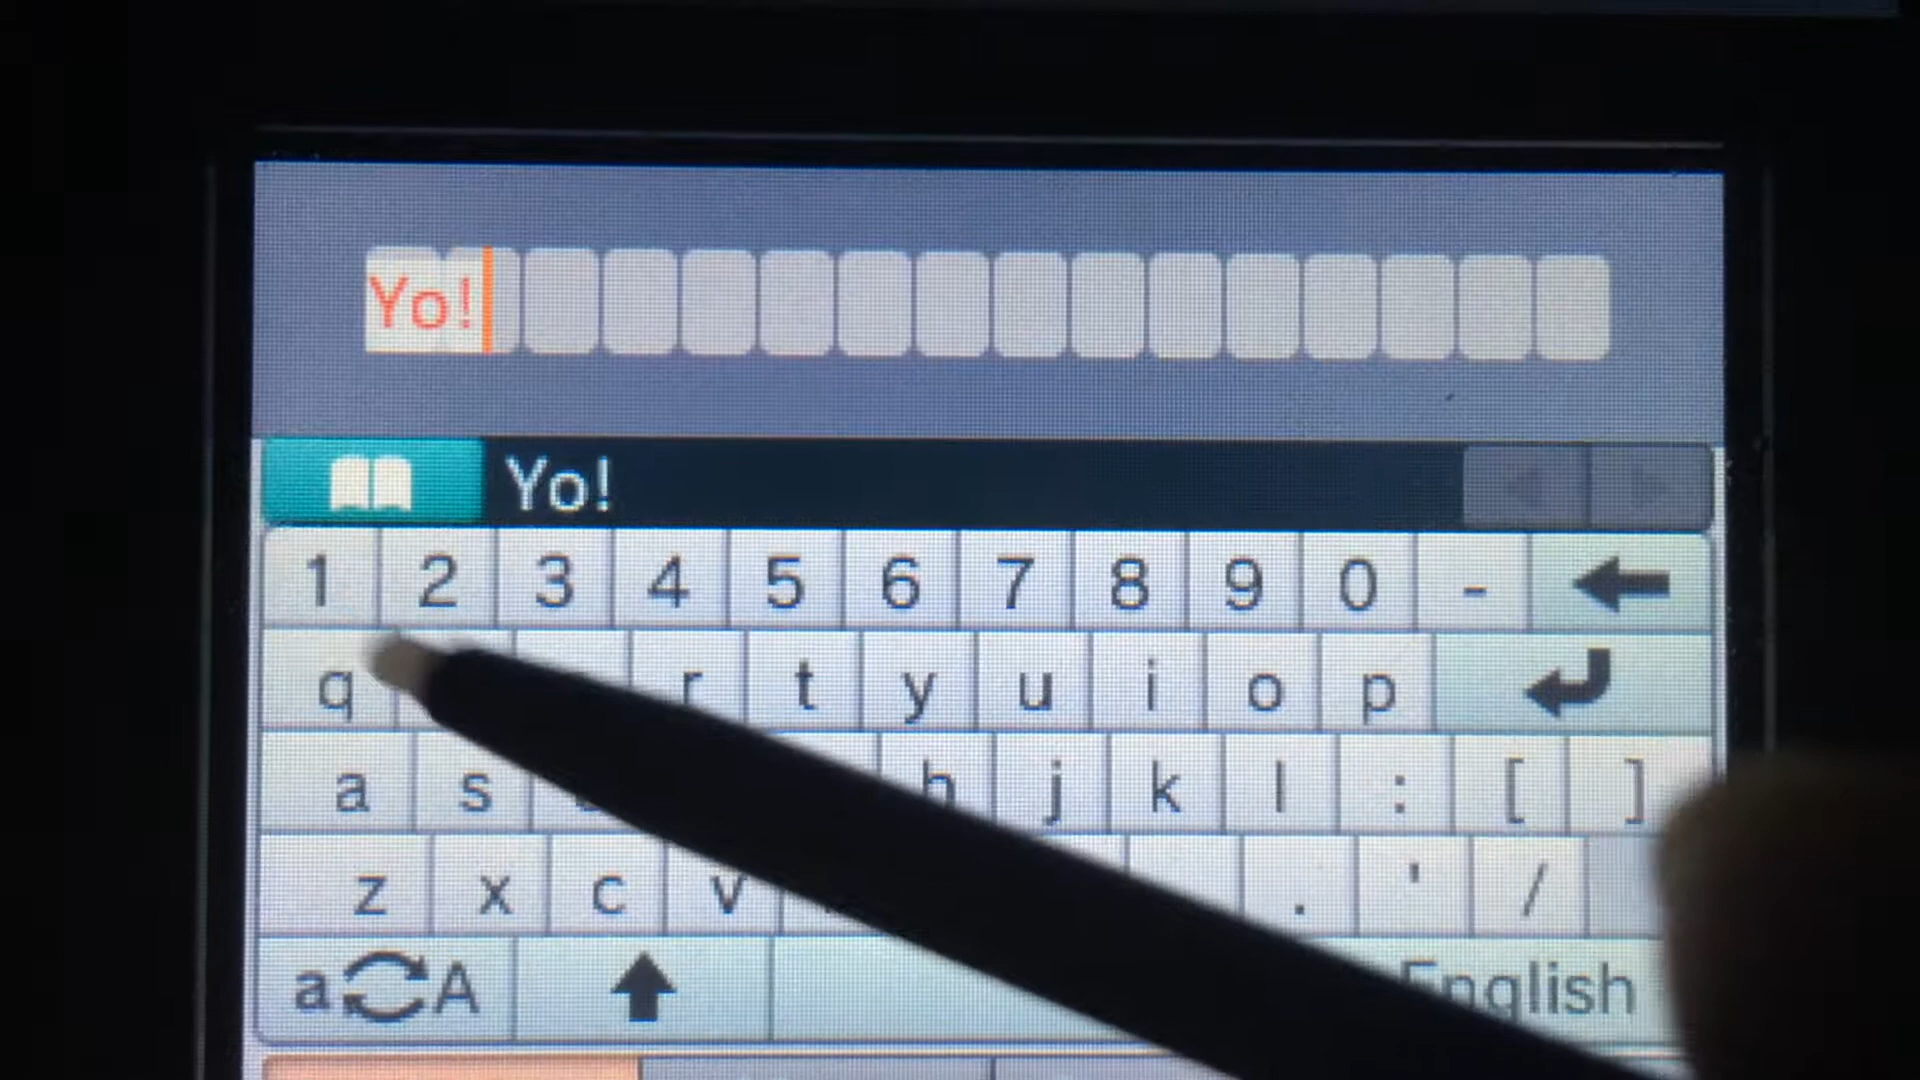 Yo!
Yo!
1 2 3 4 5 6 7 8 9 0 -
q r t y u i o p
a s h j k l : [ ]
z x c v . ' /
a A English